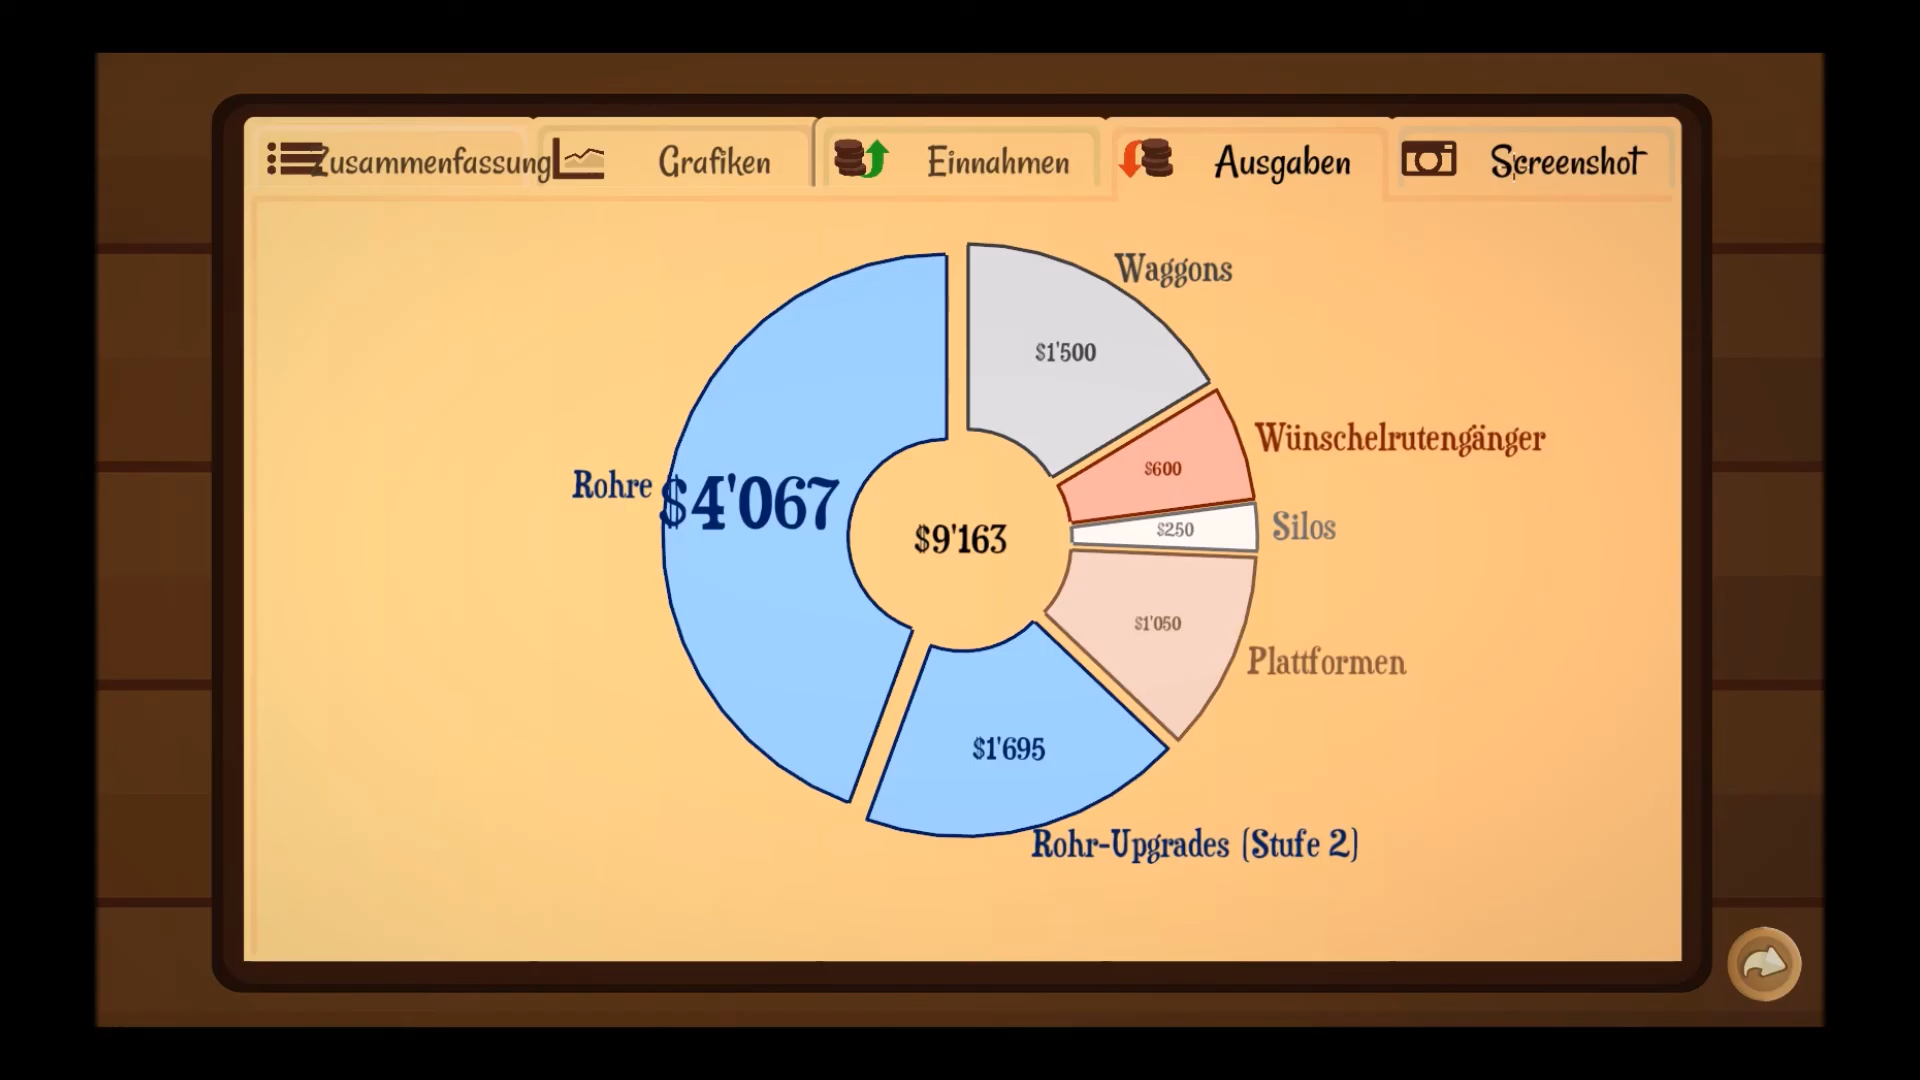 Zusammenfassung
Grafiken
Einnahmen
Ausgaben
Screenshot
Waggons
$1'500
Wünschelrutengänger
$600
Rohre
$4'067
Silos
$250
$9'163
$1'050
Plattformen
$1'695
Rohr-Upgrades (Stufe 2)